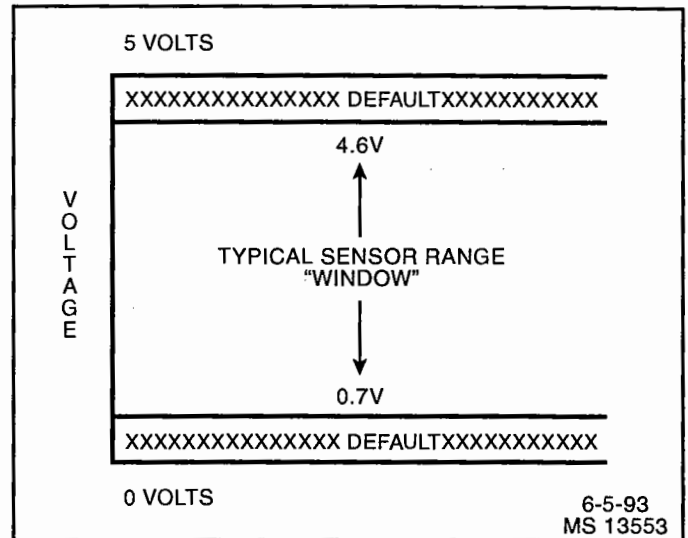 5 VOLTS
XXXXXXXXXXXXXXX DEFAULTXXXXXXXXXXX
4.6V
VOLTAGE
TYPICAL SENSOR RANGE
“WINDOW”
0.7V
XXXXXXXXXXXXXXX DEFAULTXXXXXXXXXXX
0 VOLTS
6-5-93
MS 13553